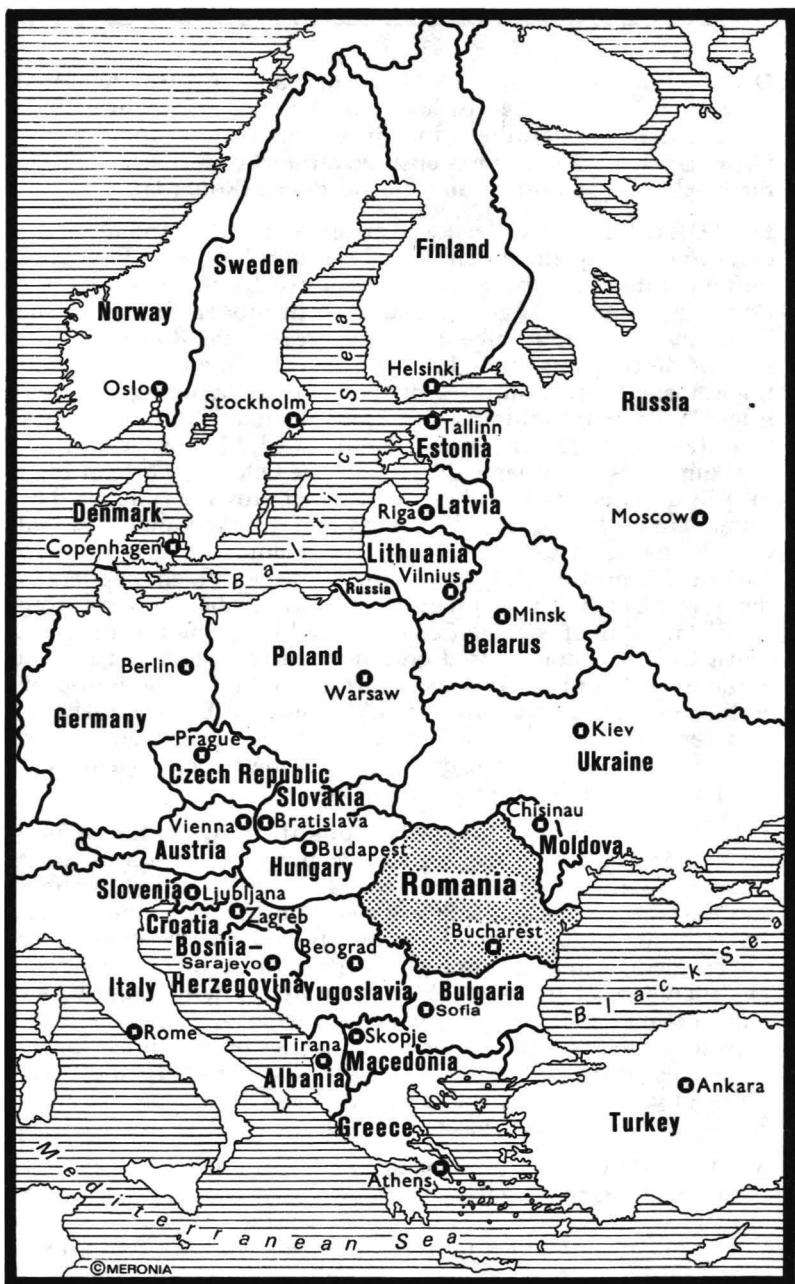 Finland
Sweden
Norway
Helsinki
Oslo
Stockholm
Russia
Tallinn
Estonia
Baltic Sea
Denmark
Riga
Latvia
Moscow
Copenhagen
Lithuania
Vilnius
Russia
Minsk
Belarus
Poland
Berlin
Warsaw
Germany
Kiev
Ukraine
Prague
Czech Republic
Slovakia
Chisinau
Vienna
Bratislava
Moldova
Austria
Budapest
Hungary
Romania
Slovenia
Ljubljana
Croatia
Zagreb
Bucharest
Bosnia–
Beograd
Sarajevo
Herzegovina
Yugoslavia
Bulgaria
Black Sea
Italy
Sofia
Rome
Tirana
Skopje
Macedonia
Albania
Ankara
Greece
Turkey
Athens
Mediterranean Sea
©MERONIA